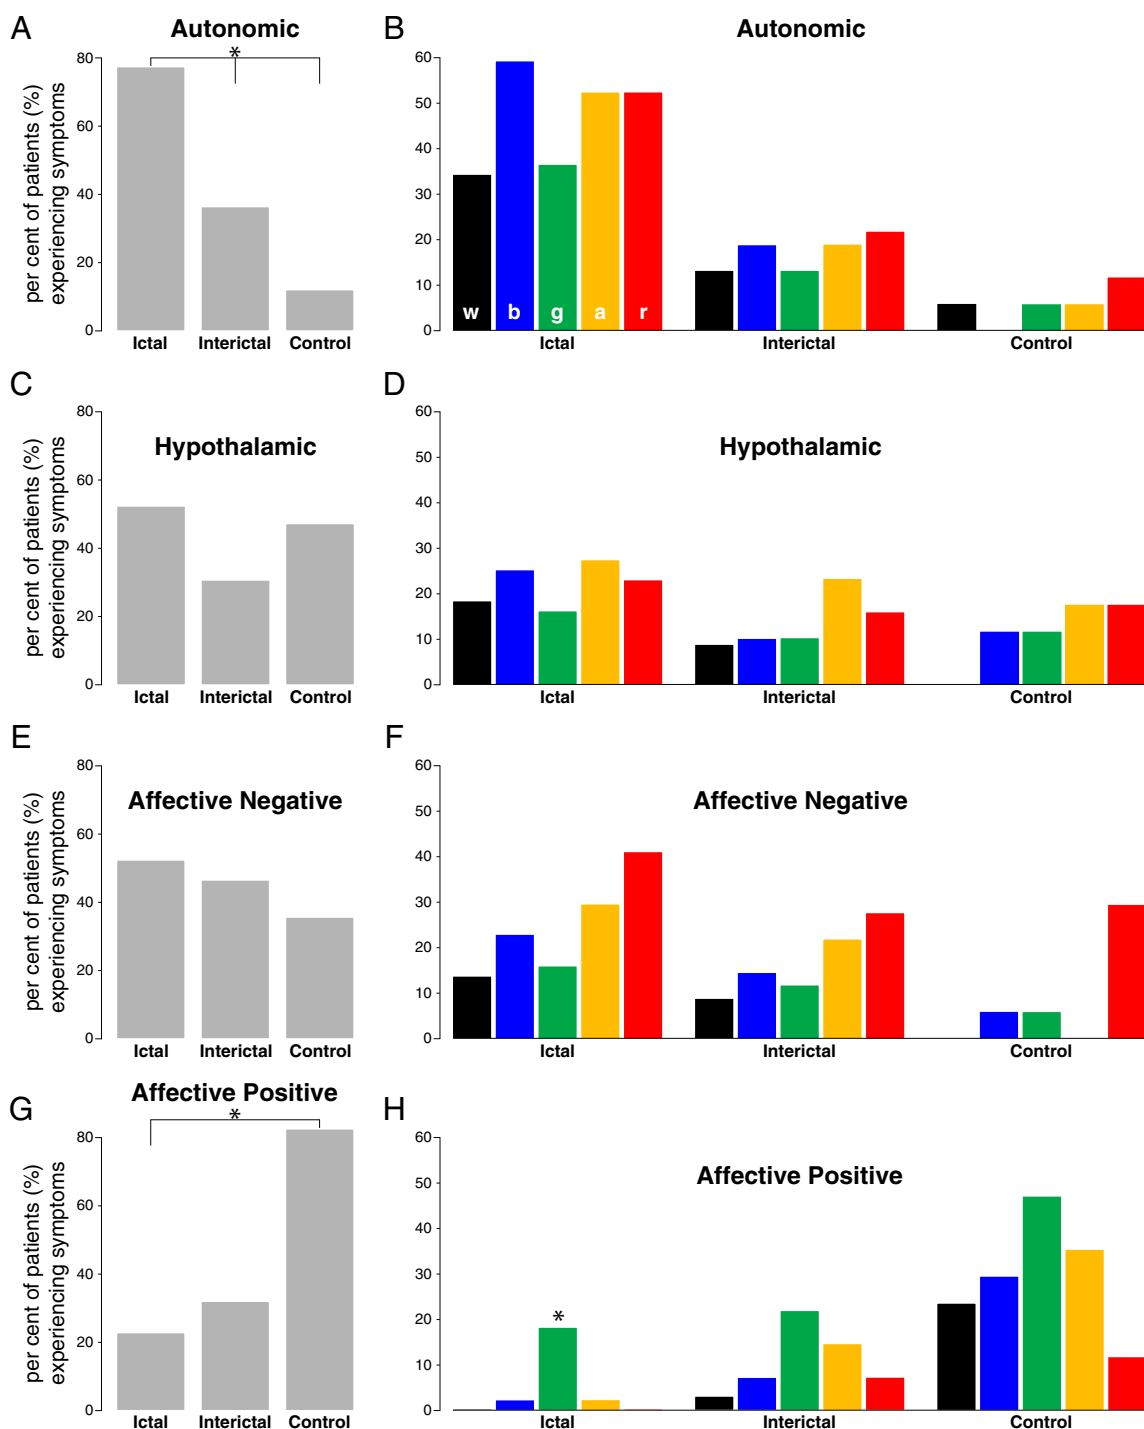 A
Autonomic
*
per cent of patients (%)
experiencing symptoms
80
60
40
20
0
Ictal
Interictal
Control
B
Autonomic
60
50
40
30
20
10
0
w
b
g
a
r
Ictal
Interictal
Control
C
Hypothalamic
per cent of patients (%)
experiencing symptoms
80
60
40
20
0
Ictal
Interictal
Control
D
Hypothalamic
60
50
40
30
20
10
0
Ictal
Interictal
Control
E
Affective Negative
per cent of patients (%)
experiencing symptoms
80
60
40
20
0
Ictal
Interictal
Control
F
Affective Negative
60
50
40
30
20
10
0
Ictal
Interictal
Control
G
Affective Positive
*
per cent of patients (%)
experiencing symptoms
80
60
40
20
0
Ictal
Interictal
Control
H
Affective Positive
60
50
40
30
20
10
0
*
Ictal
Interictal
Control